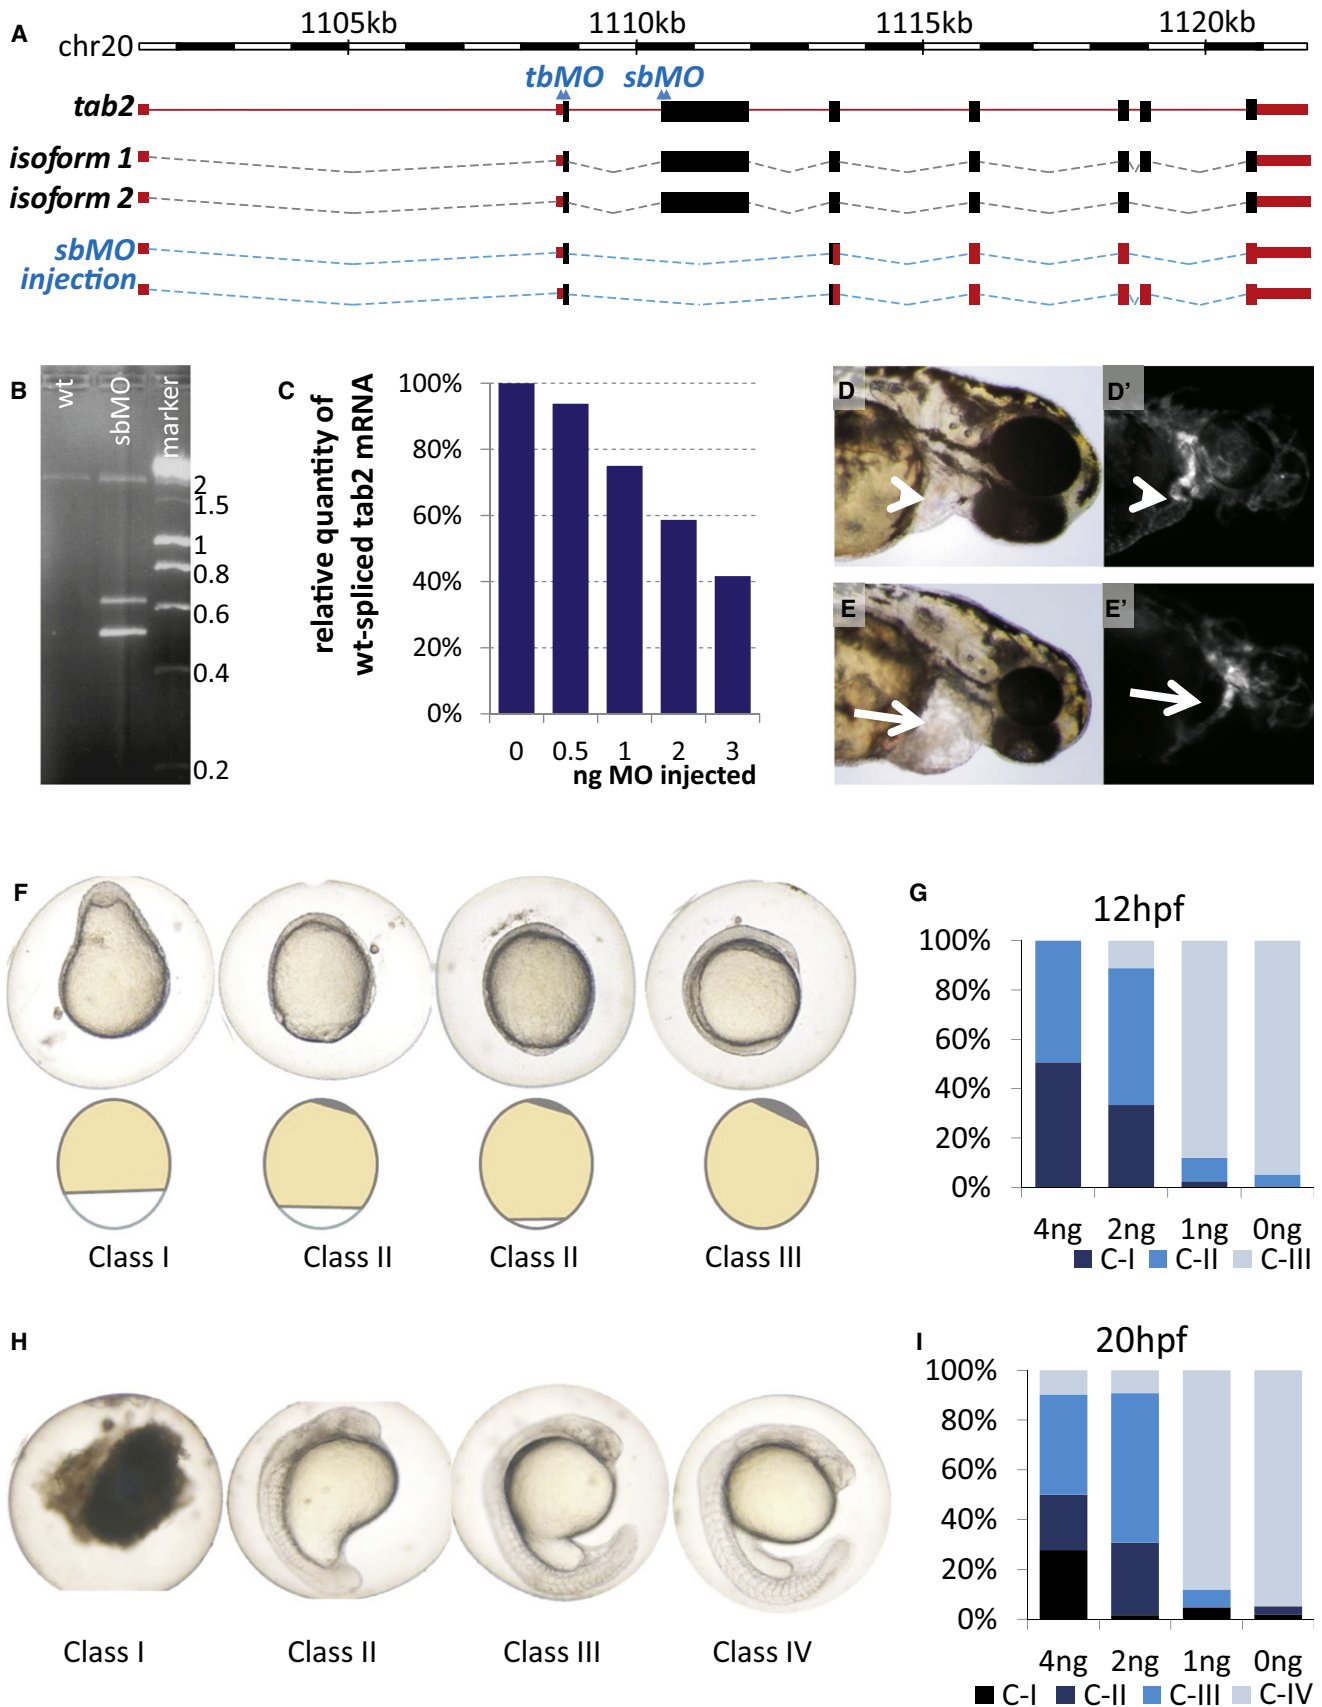 A
1105kb 1110kb 1115kb 1120kb
chr20
tbMO sbMO
tab2
isoform 1
isoform 2
sbMO
injection
B
wt
sbMO
marker
2
1.5
1
0.8
0.6
0.4
0.2
C
relative quantity of
wt-spliced tab2 mRNA
100%
80%
60%
40%
20%
0%
0 0.5 1 2 3
ng MO injected
D
D'
E
E'
F
Class I Class II Class II Class III
G
12hpf
100%
80%
60%
40%
20%
0%
4ng 2ng 1ng 0ng
C-I C-II C-III
H
Class I Class II Class III Class IV
I
20hpf
100%
80%
60%
40%
20%
0%
4ng 2ng 1ng 0ng
C-I C-II C-III C-IV